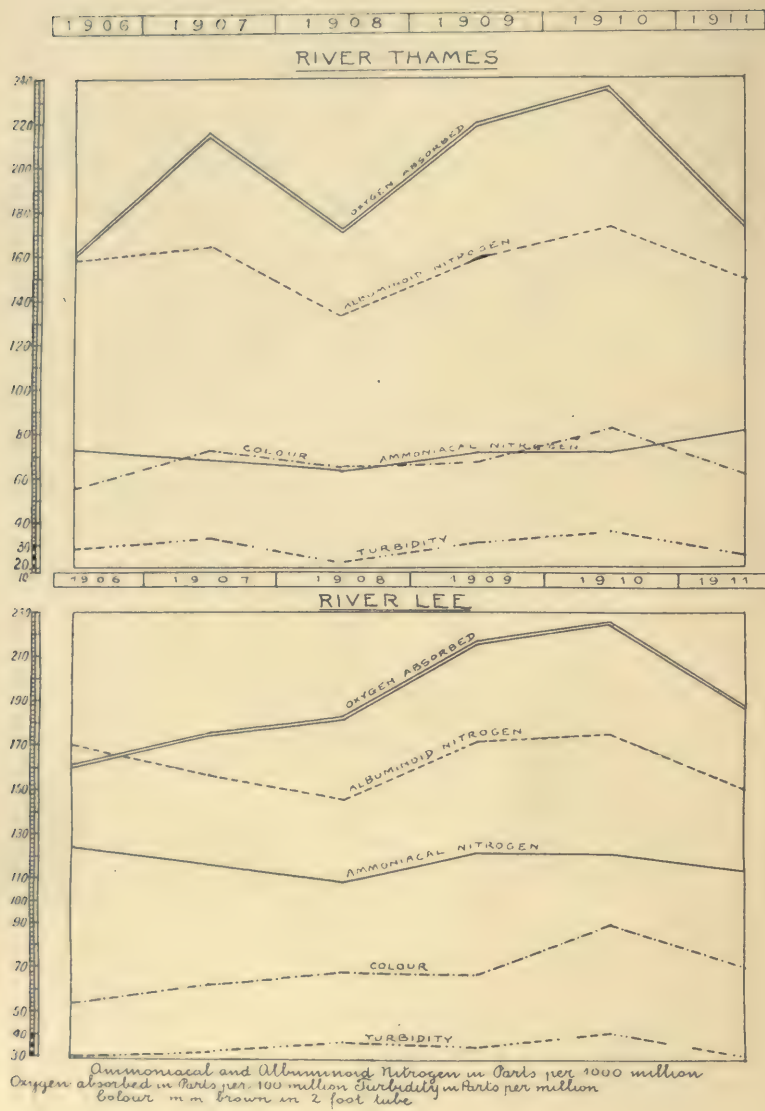 1906 1907 1908 1909 1910 1911
RIVER THAMES
240
220
200
180
160
140
120
100
80
60
40
30
20
10
OXYGEN ABSORBED
ALBUMINOID NITROGEN
COLOUR
AMMONIACAL NITROGEN
TURBIDITY
1906 1907 1908 1909 1910 1911
RIVER LEE
230
210
190
170
150
130
110
100
90
70
50
40
30
OXYGEN ABSORBED
ALBUMINOID NITROGEN
AMMONIACAL NITROGEN
COLOUR
TURBIDITY
Ammoniacal and Albuminoid Nitrogen in Parts per 1000 million
Oxygen absorbed in Parts per. 100 million Turbidity in Parts per million
Colour m m brown in 2 foot tube